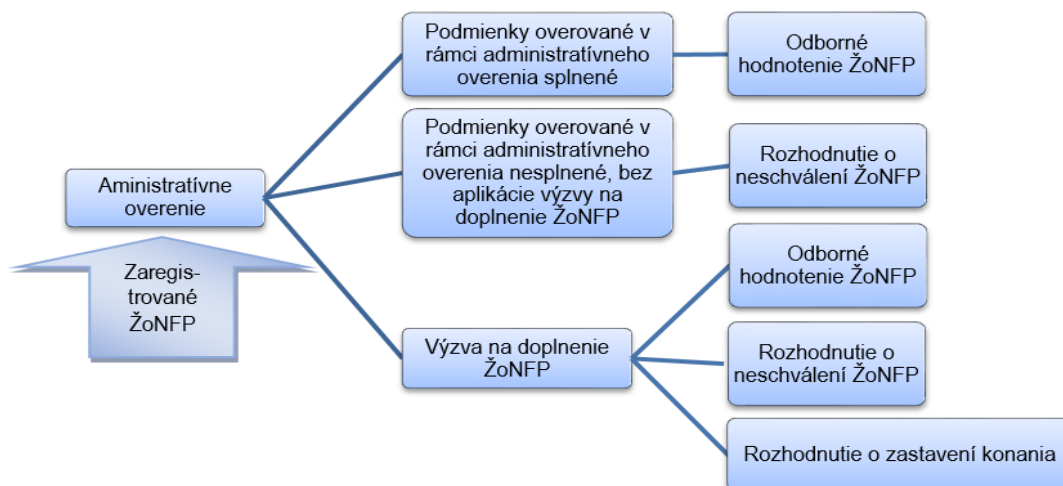 Podmienky overované v
rámci administratívneho
overenia splnené
Odborné
hodnotenie ŽoNFP
Podmienky overované v
rámci administratívneho
overenia nesplnené, bez
aplikácie výzvy na
doplnenie ŽoNFP
Rozhodnutie o
neschválení ŽoNFP
Aministratívne
overenie
Zaregis-
trované
ŽoNFP
Výzva na doplnenie
ŽoNFP
Odborné
hodnotenie ŽoNFP
Rozhodnutie o
neschválení ŽoNFP
Rozhodnutie o zastavení konania